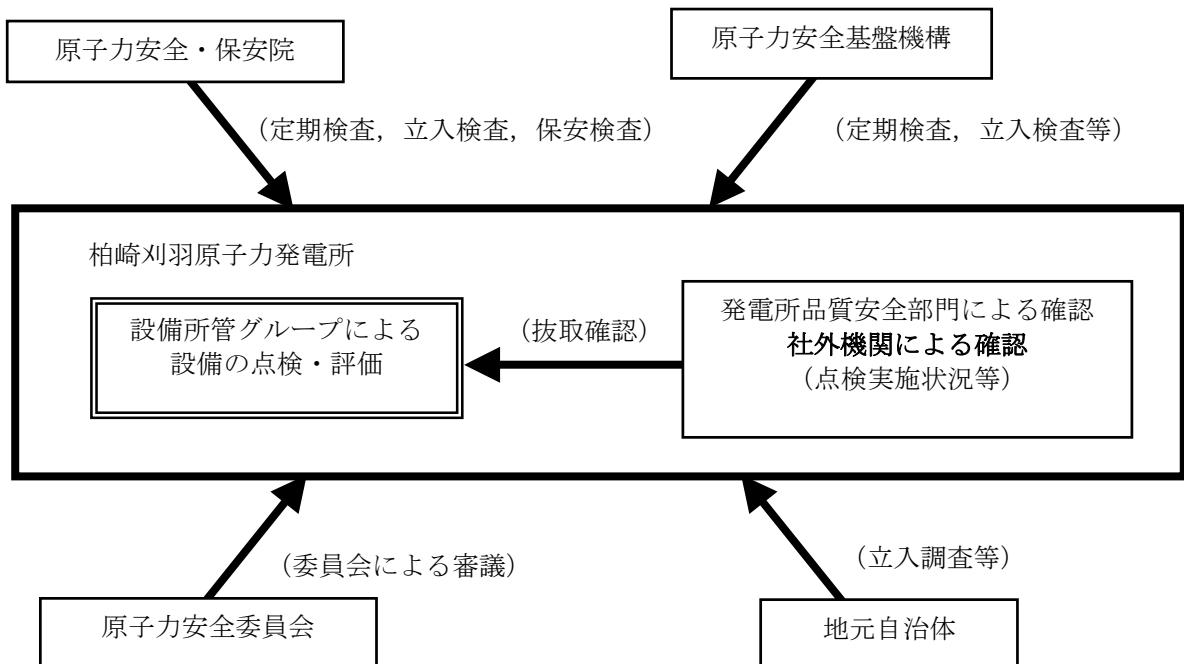 原子力安全・保安院
原子力安全基盤機構
（定期検査，立入検査，保安検査）
（定期検査，立入検査等）
柏崎刈羽原子力発電所
設備所管グループによる
設備の点検・評価
（抜取確認）
発電所品質安全部門による確認
社外機関による確認
（点検実施状況等）
（委員会による審議）
（立入調査等）
原子力安全委員会
地元自治体